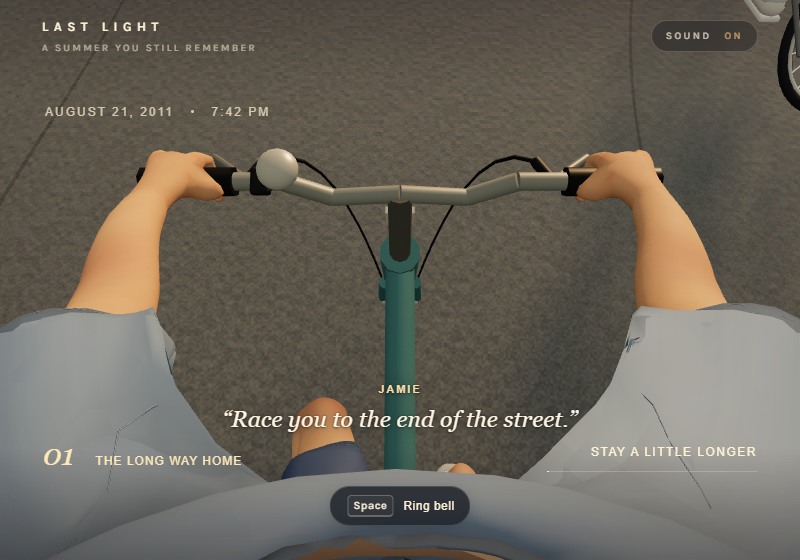 LAST LIGHT
A SUMMER YOU STILL REMEMBER
SOUND ON
AUGUST 21, 2011 • 7:42 PM
JAMIE
“Race you to the end of the street.”
01 THE LONG WAY HOME
STAY A LITTLE LONGER
Space Ring bell